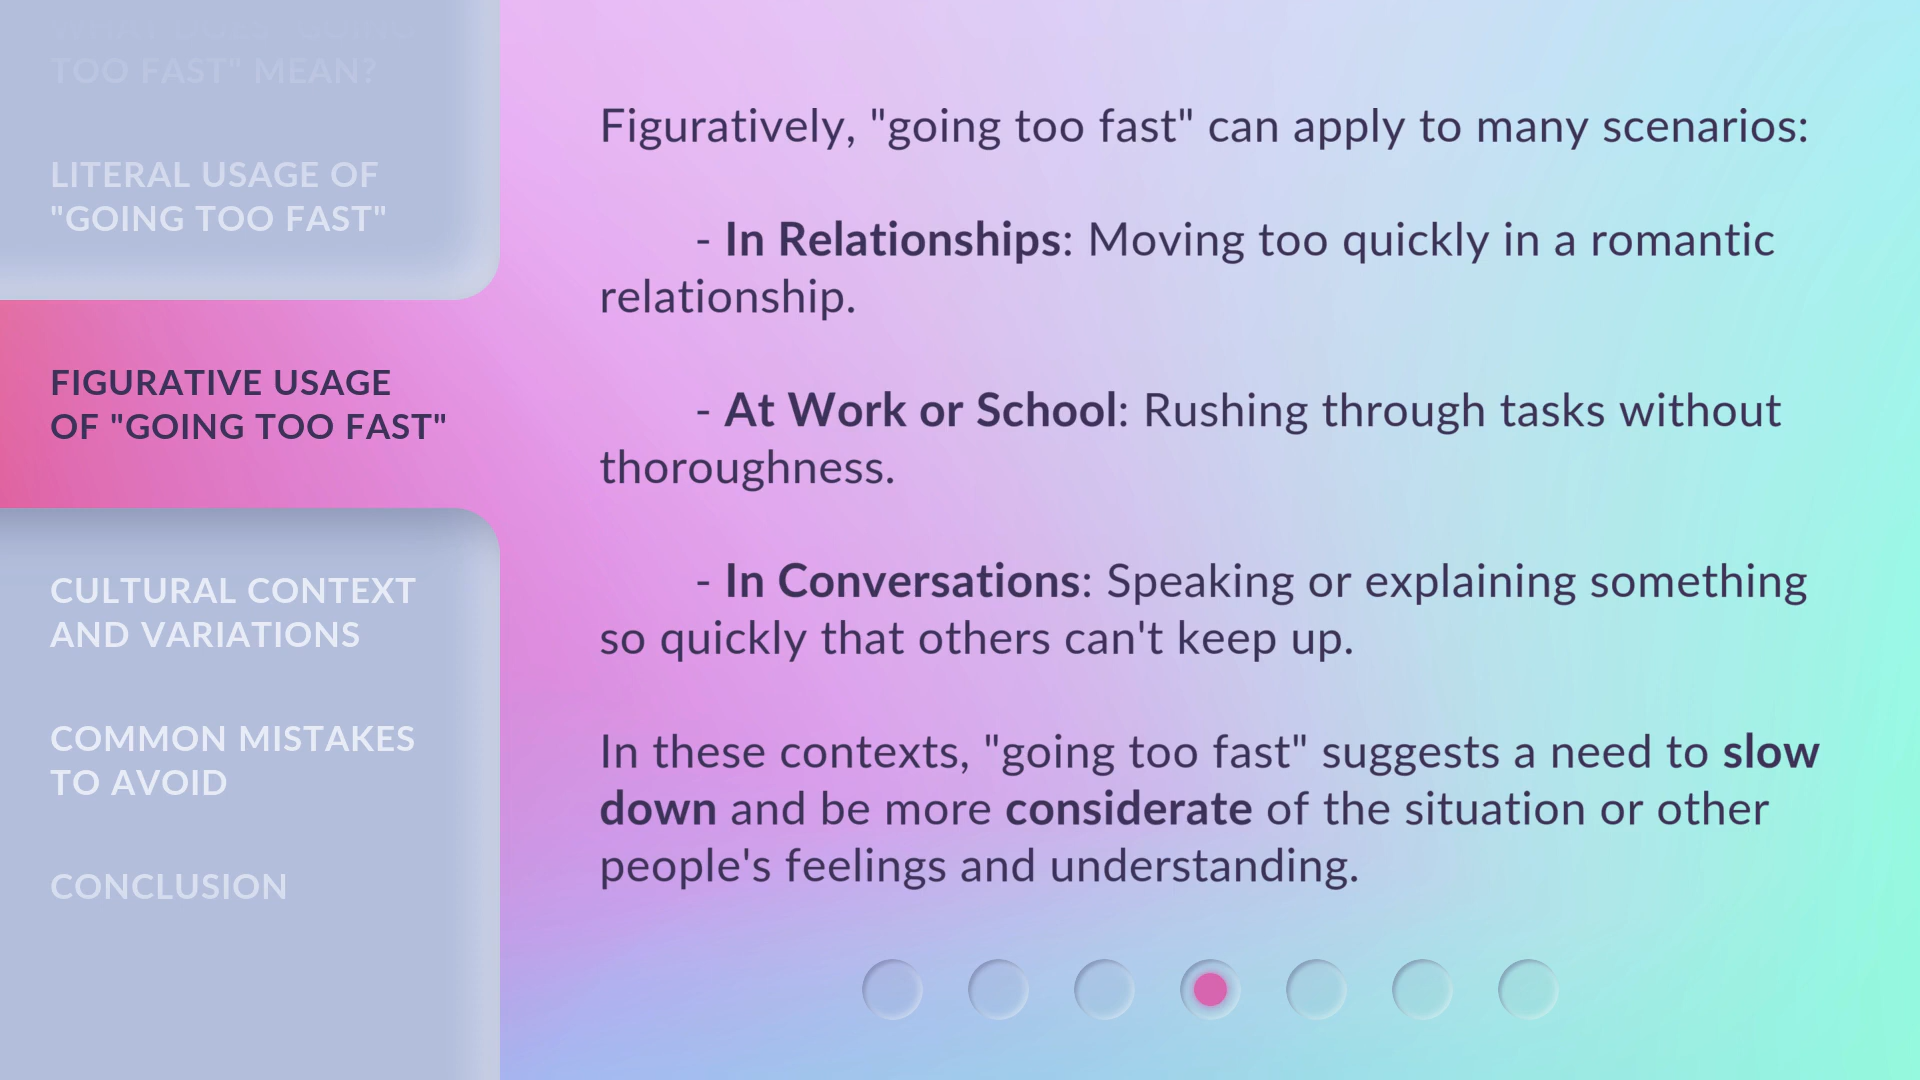 TOO FAST" MEAN?
LITERAL USAGE OF
"GOING TOO FAST"
FIGURATIVE USAGE
OF "GOING TOO FAST"
CULTURAL CONTEXT
AND VARIATIONS
COMMON MISTAKES
TO AVOID
CONCLUSION
Figuratively, "going too fast" can apply to many scenarios:
- In Relationships: Moving too quickly in a romantic
relationship.
- At Work or School: Rushing through tasks without
thoroughness.
- In Conversations: Speaking or explaining something
so quickly that others can't keep up.
In these contexts, "going too fast" suggests a need to slow
down and be more considerate of the situation or other
people's feelings and understanding.